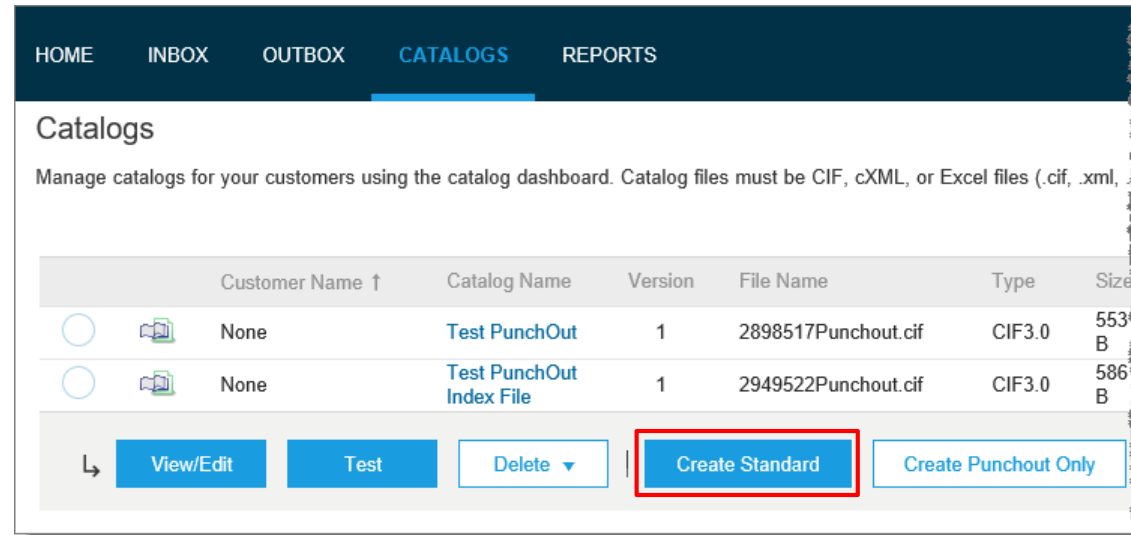 HOME INBOX OUTBOX CATALOGS REPORTS
Catalogs
Manage catalogs for your customers using the catalog dashboard. Catalog files must be CIF, cXML, or Excel files (.cif, .xml,
Customer Name ↑ Catalog Name Version File Name Type Size
None Test PunchOut 1 2898517Punchout.cif CIF3.0 553 B
None Test PunchOut Index File 1 2949522Punchout.cif CIF3.0 586 B
View/Edit Test Delete ▼ | Create Standard Create Punchout Only